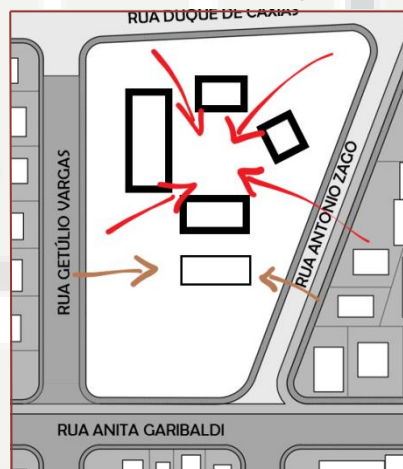 RUA DUQUE DE CAXIAS
RUA GETÚLIO VARGAS
RUA ANTONIO ZAGO
RUA ANITA GARIBALDI